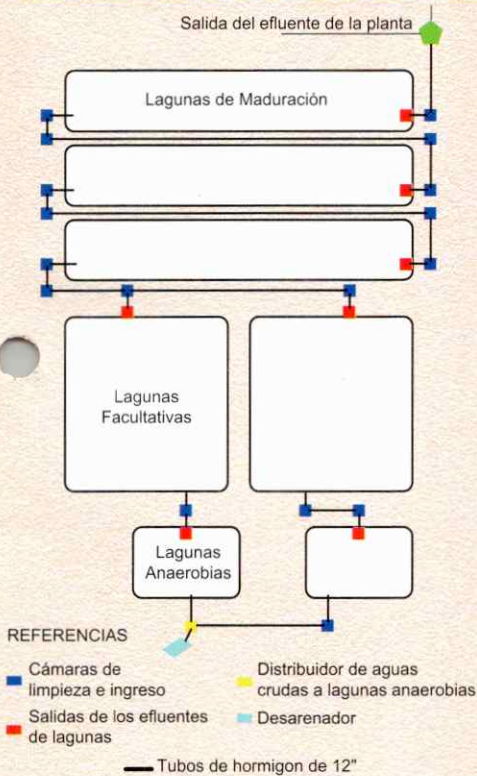 Salida del efluente de la planta
Lagunas de Maduración
Lagunas
Facultativas
Lagunas
Anaerobias
REFERENCIAS
Cámaras de
limpieza e ingreso
Salidas de los efluentes
de lagunas
Distribuidor de aguas
crudas a lagunas anaerobias
Desarenador
Tubos de hormigon de 12"